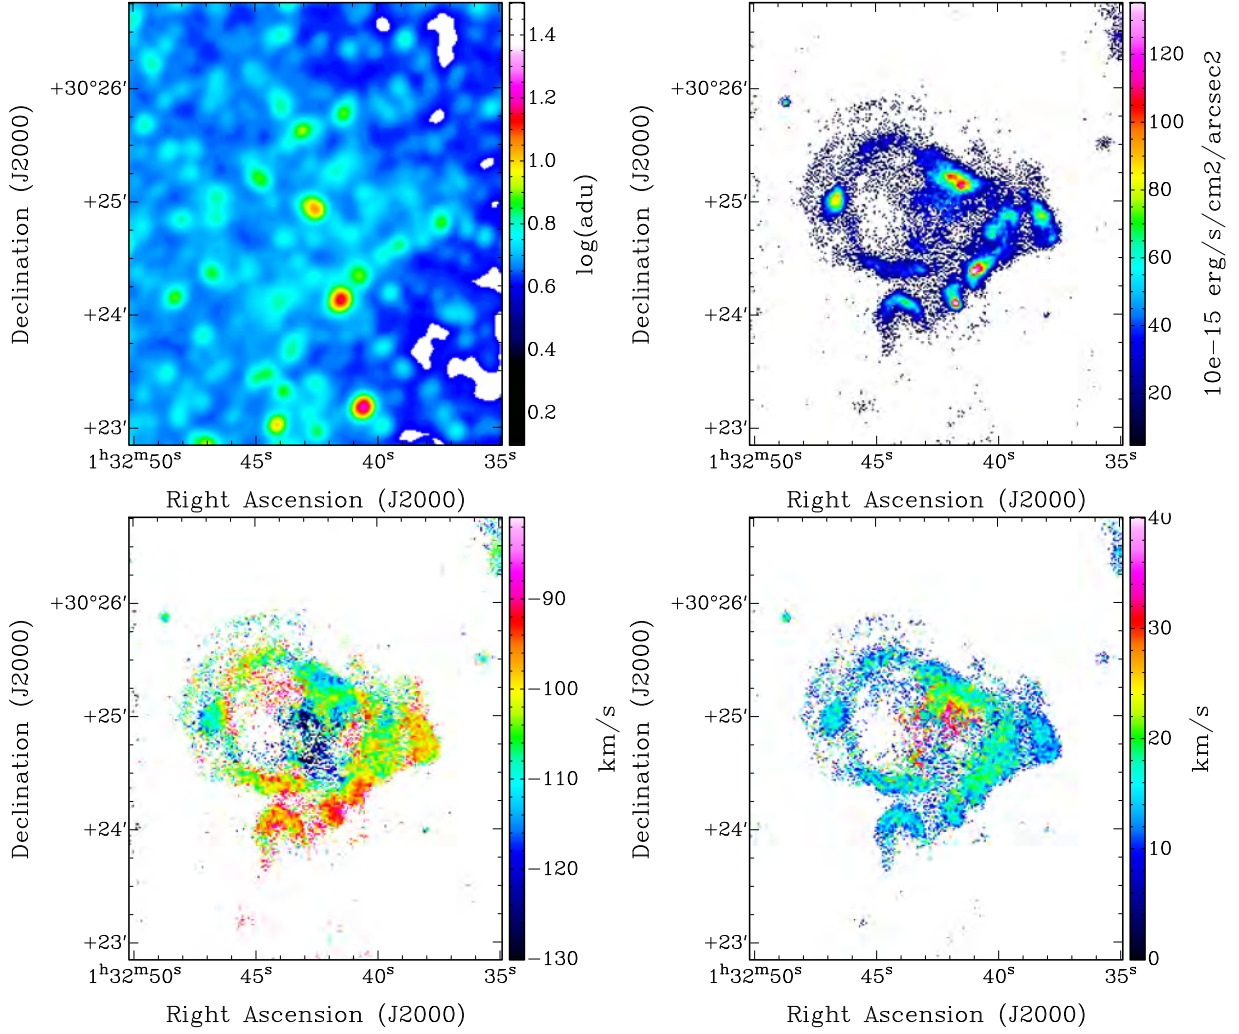 1.4
+30°26′
1.2
+25′
1.0
0.8
0.6
+24′
0.4
0.2
+23′
Declination (J2000)
log(adu)
1ʰ32ᵐ50ˢ 45ˢ 40ˢ 35ˢ
Right Ascension (J2000)
120
+30°26′
100
80
+25′
60
+24′
40
20
+23′
Declination (J2000)
10e−15 erg/s/cm2/arcsec2
1ʰ32ᵐ50ˢ 45ˢ 40ˢ 35ˢ
Right Ascension (J2000)
+30°26′
−90
−100
+25′
−110
+24′
−120
+23′
−130
Declination (J2000)
km/s
1ʰ32ᵐ50ˢ 45ˢ 40ˢ 35ˢ
Right Ascension (J2000)
40
+30°26′
30
+25′
20
+24′
10
+23′
0
Declination (J2000)
km/s
1ʰ32ᵐ50ˢ 45ˢ 40ˢ 35ˢ
Right Ascension (J2000)